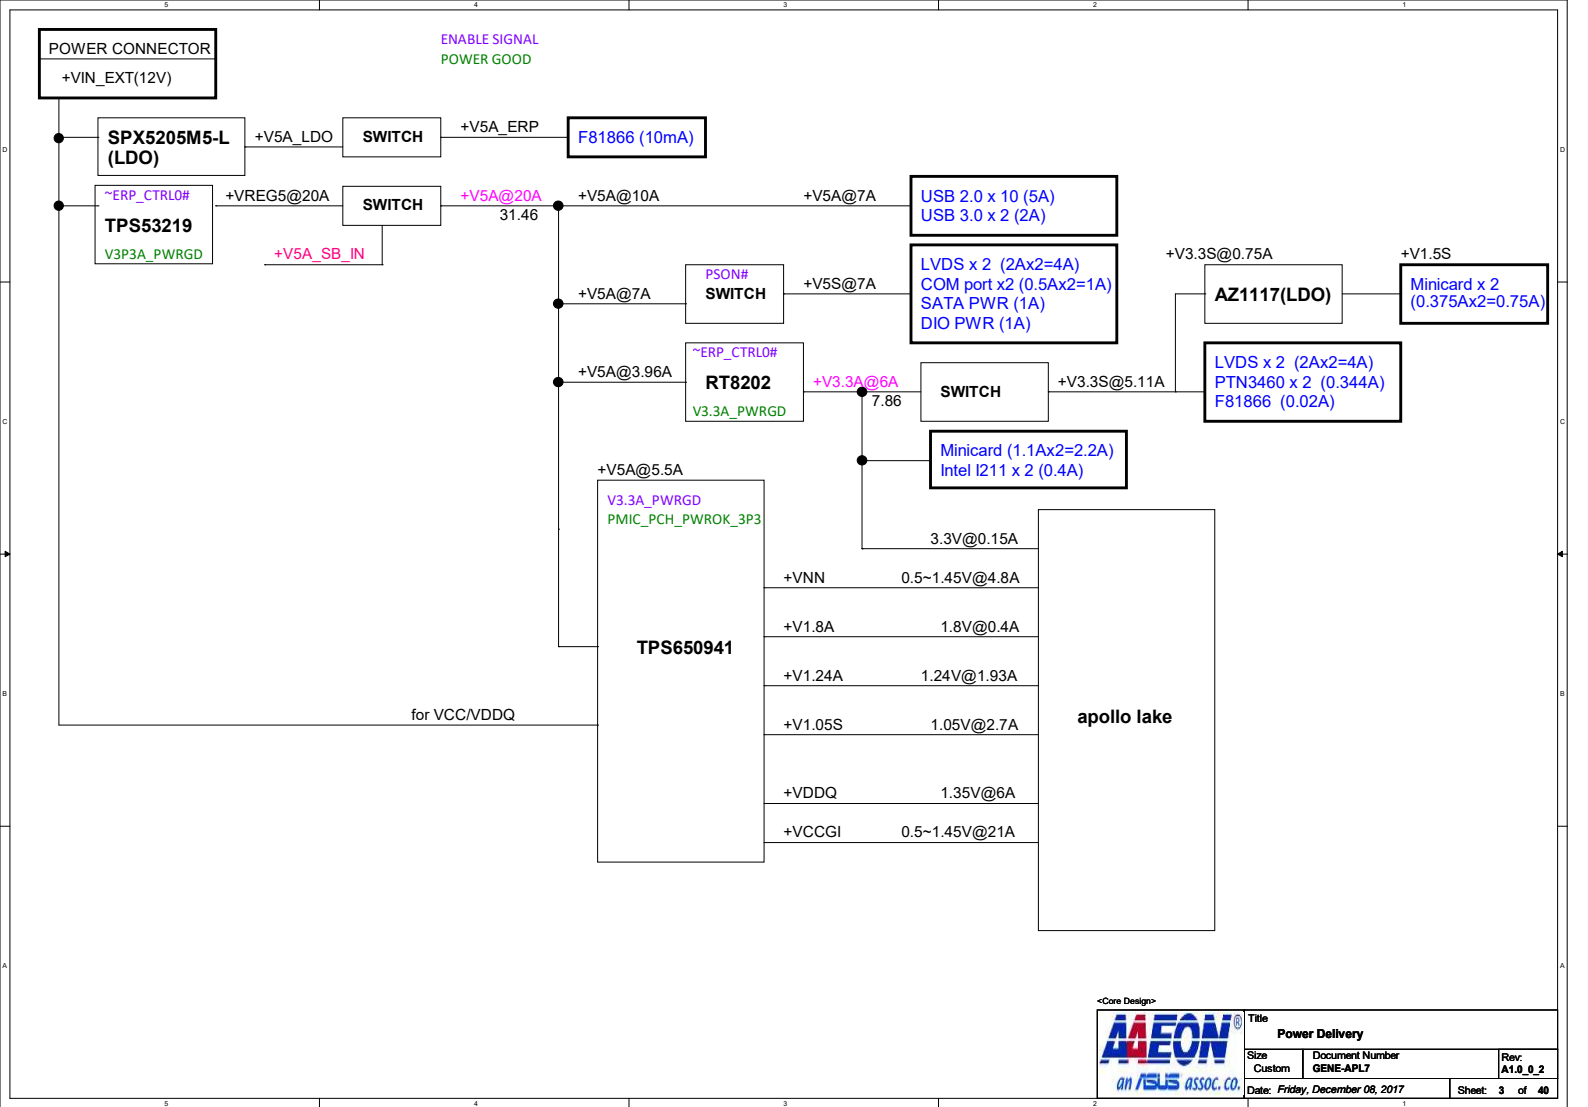 5 4 3 2 1
POWER CONNECTOR
+VIN_EXT(12V)
ENABLE SIGNAL
POWER GOOD
SPX5205M5-L
(LDO)
+V5A_LDO
SWITCH
+V5A_ERP
F81866 (10mA)
~ERP_CTRL0#
TPS53219
V3P3A_PWRGD
+VREG5@20A
SWITCH
+V5A_SB_IN
+V5A@20A
31.46
+V5A@10A
+V5A@7A
USB 2.0 x 10 (5A)
USB 3.0 x 2 (2A)
+V5A@7A
PSON#
SWITCH
+V5S@7A
LVDS x 2 (2Ax2=4A)
COM port x2 (0.5Ax2=1A)
SATA PWR (1A)
DIO PWR (1A)
+V3.3S@0.75A
AZ1117(LDO)
+V1.5S
Minicard x 2
(0.375Ax2=0.75A)
+V5A@3.96A
~ERP_CTRL0#
RT8202
V3.3A_PWRGD
+V3.3A@6A
7.86
SWITCH
+V3.3S@5.11A
LVDS x 2 (2Ax2=4A)
PTN3460 x 2 (0.344A)
F81866 (0.02A)
Minicard (1.1Ax2=2.2A)
Intel I211 x 2 (0.4A)
+V5A@5.5A
V3.3A_PWRGD
PMIC_PCH_PWROK_3P3
TPS650941
for VCC/VDDQ
3.3V@0.15A
+VNN 0.5~1.45V@4.8A
+V1.8A 1.8V@0.4A
+V1.24A 1.24V@1.93A
+V1.05S 1.05V@2.7A
+VDDQ 1.35V@6A
+VCCGI 0.5~1.45V@21A
apollo lake
D D
C C
B B
A A
<Core Design>
AAEON®
an ASUS assoc. co.
Title
Power Delivery
Size
Custom
Document Number
GENE-APL7
Rev:
A1.0_0_2
Date: Friday, December 08, 2017
Sheet: 3 of 40
5 4 3 2 1